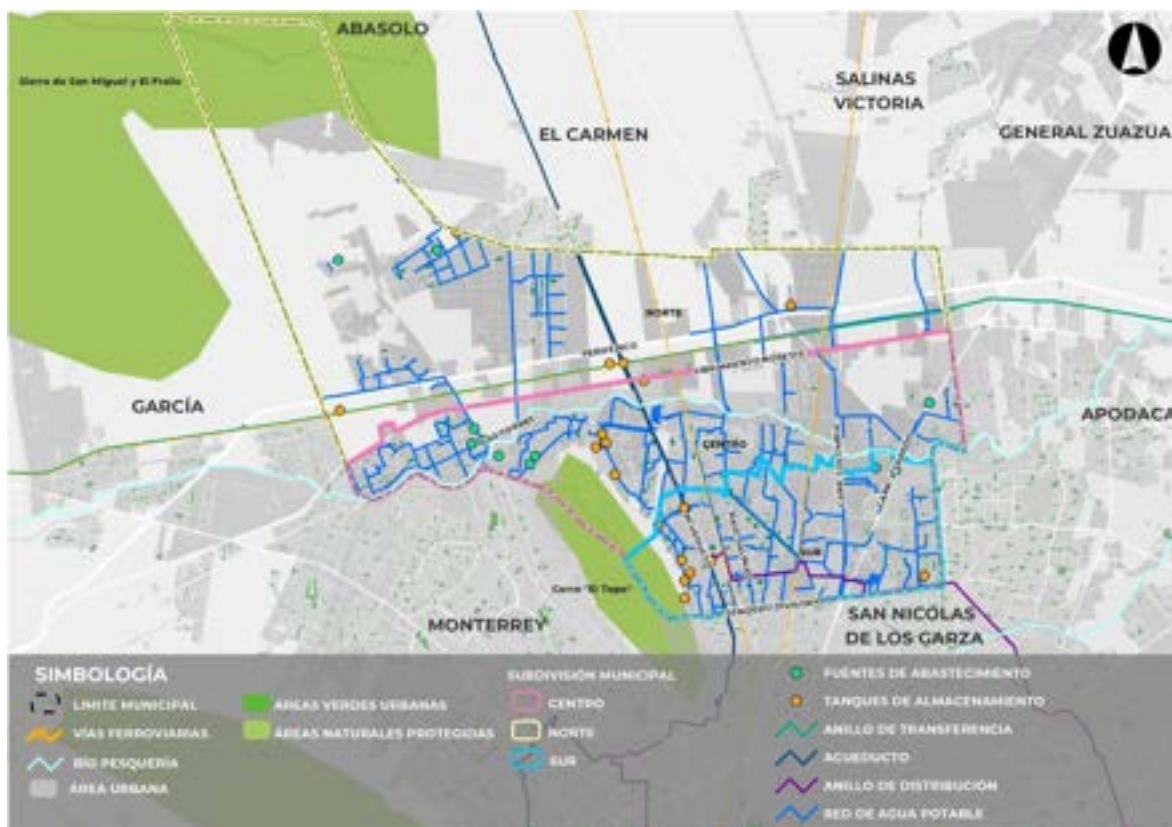 ABASOLO
Sierra de San Miguel y El Fraile
SALINAS
VICTORIA
EL CARMEN
GENERAL ZUAZUA
NORTE
GARCÍA
APODACA
CENTRO
SUR
Cerro "El Topo"
MONTERREY
SAN NICOLAS
DE LOS GARZA
SIMBOLOGÍA
LIMITE MUNICIPAL
VÍAS FERROVIARIAS
RÍO PESQUERÍA
ÁREA URBANA
ÁREAS VERDES URBANAS
ÁREAS NATURALES PROTEGIDAS
SUBDIVISIÓN MUNICIPAL
CENTRO
NORTE
SUR
FUENTES DE ABASTECIMIENTO
TANQUES DE ALMACENAMIENTO
ANILLO DE TRANSFERENCIA
ACUEDUCTO
ANILLO DE DISTRIBUCIÓN
RED DE AGUA POTABLE